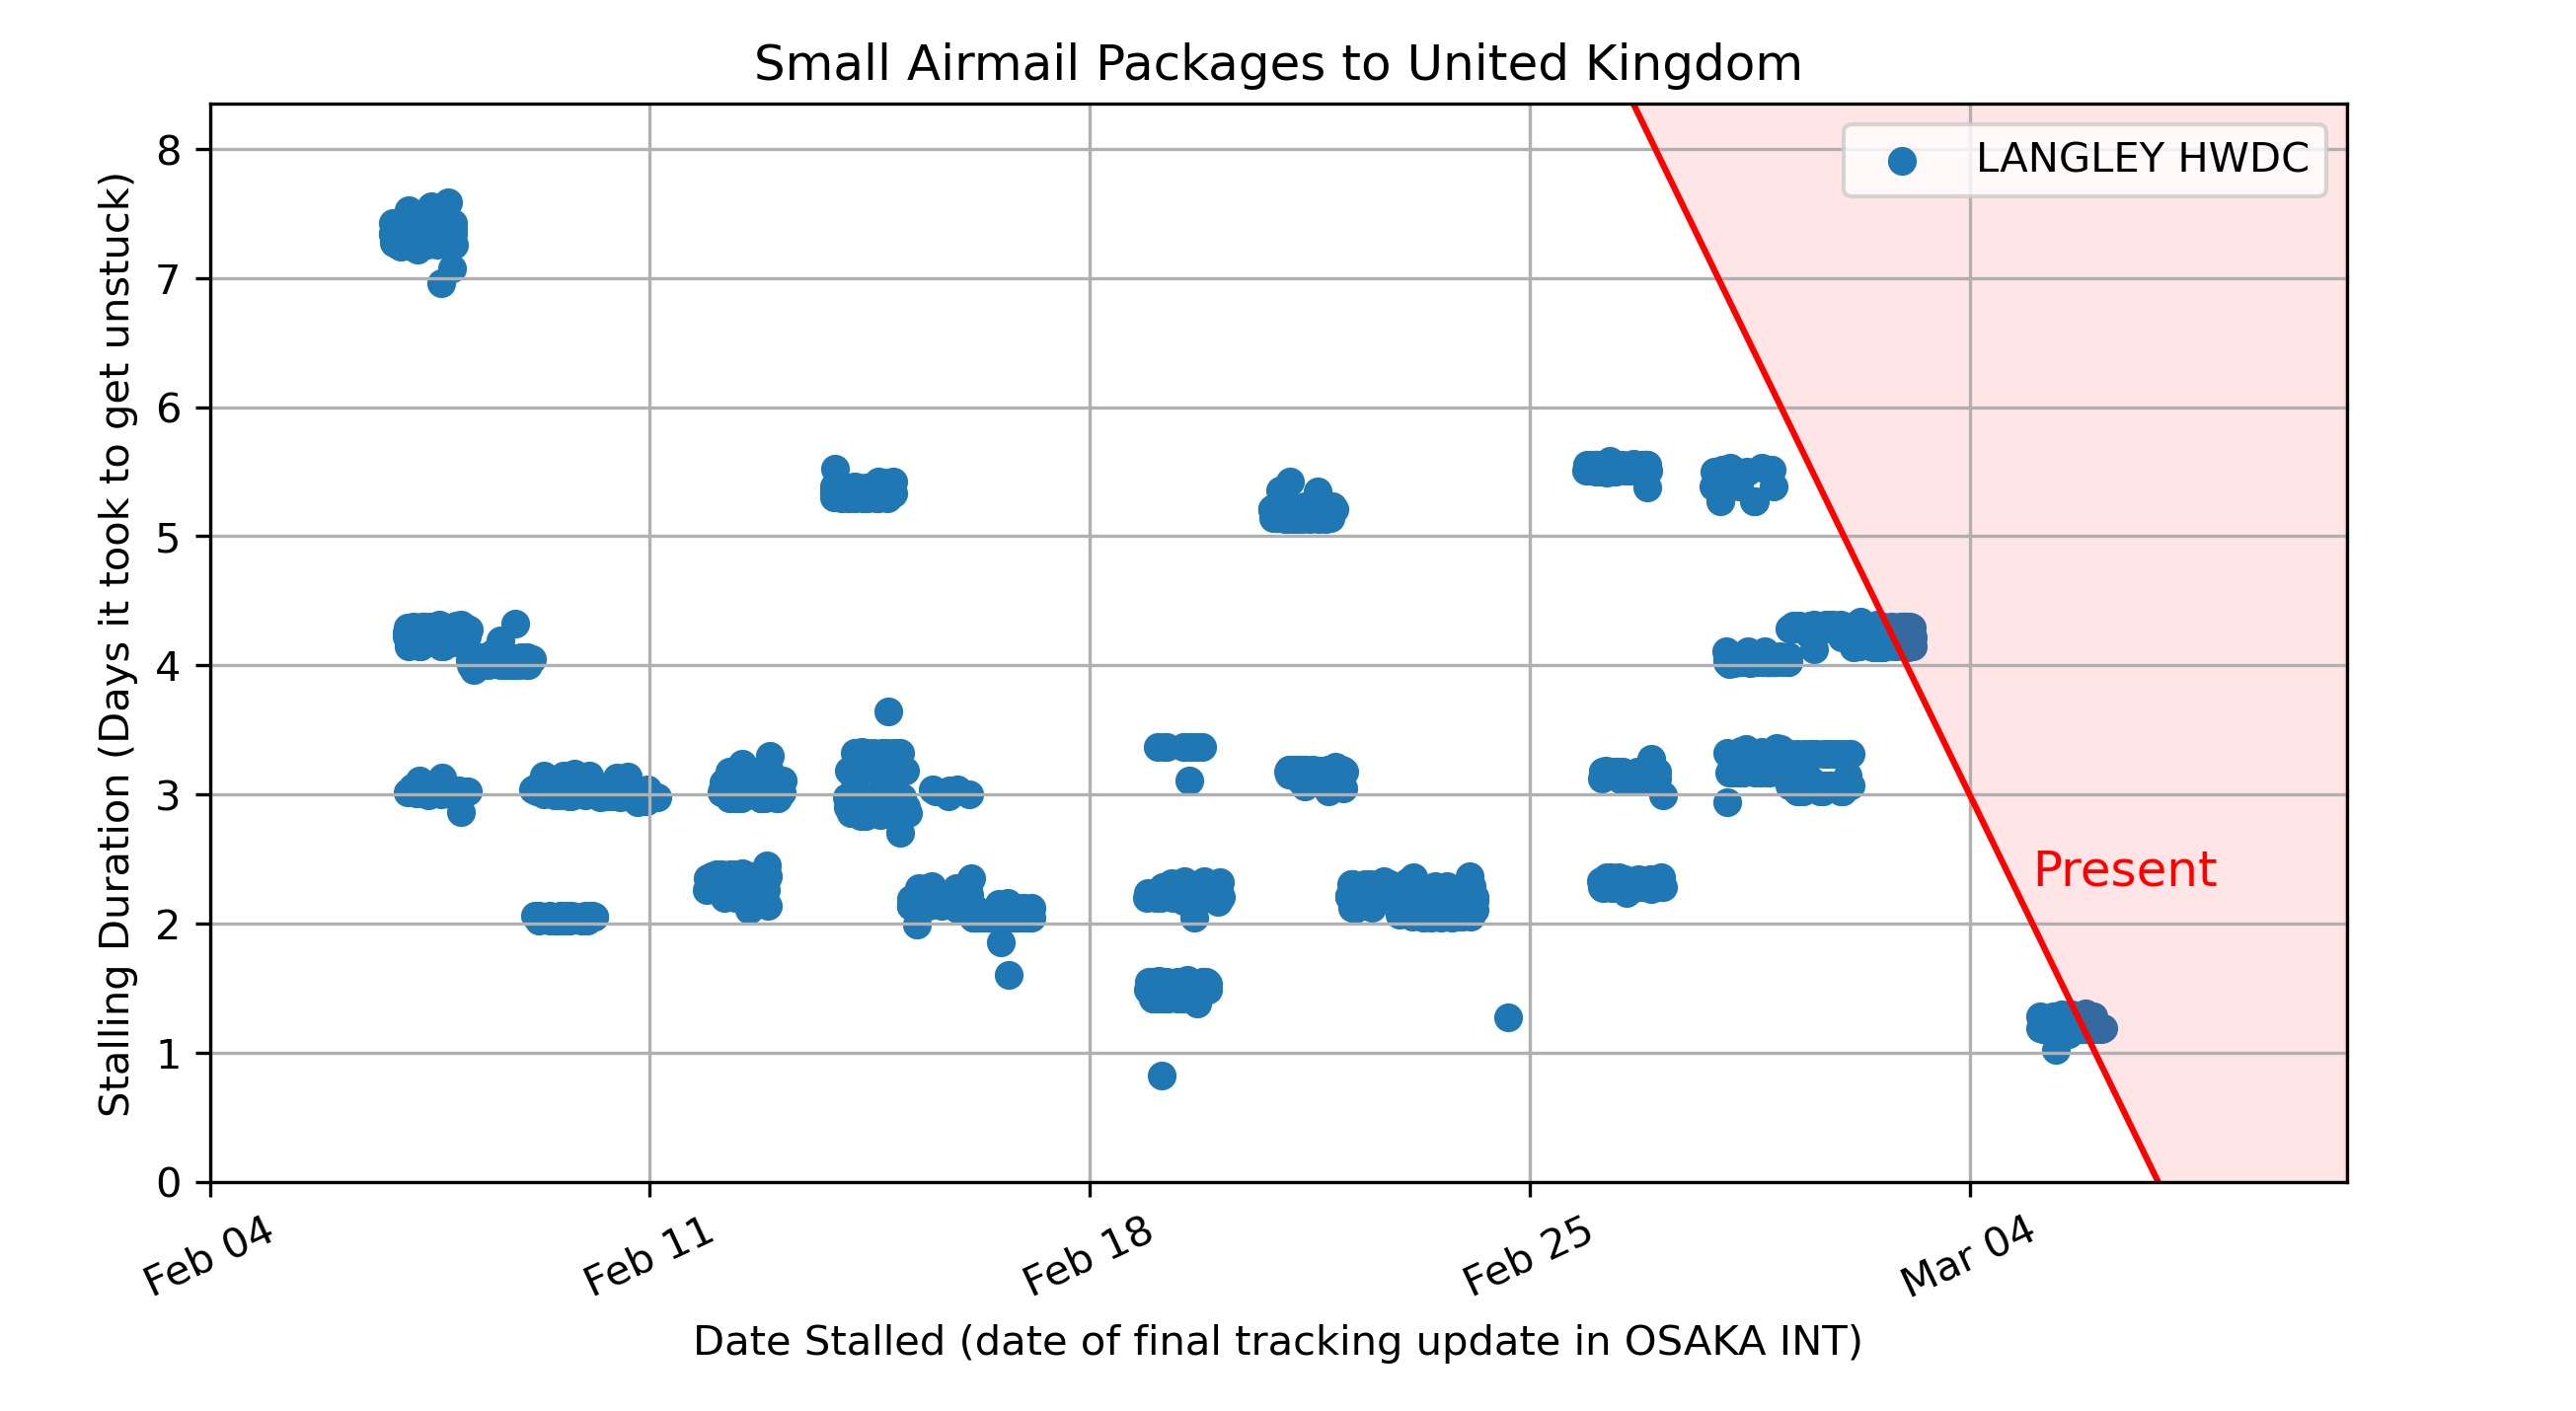 Small Airmail Packages to United Kingdom
LANGLEY HWDC
Stalling Duration (Days it took to get unstuck)
8
7
6
5
4
3
2
1
0
Present
Feb 04
Feb 11
Feb 18
Feb 25
Mar 04
Date Stalled (date of final tracking update in OSAKA INT)